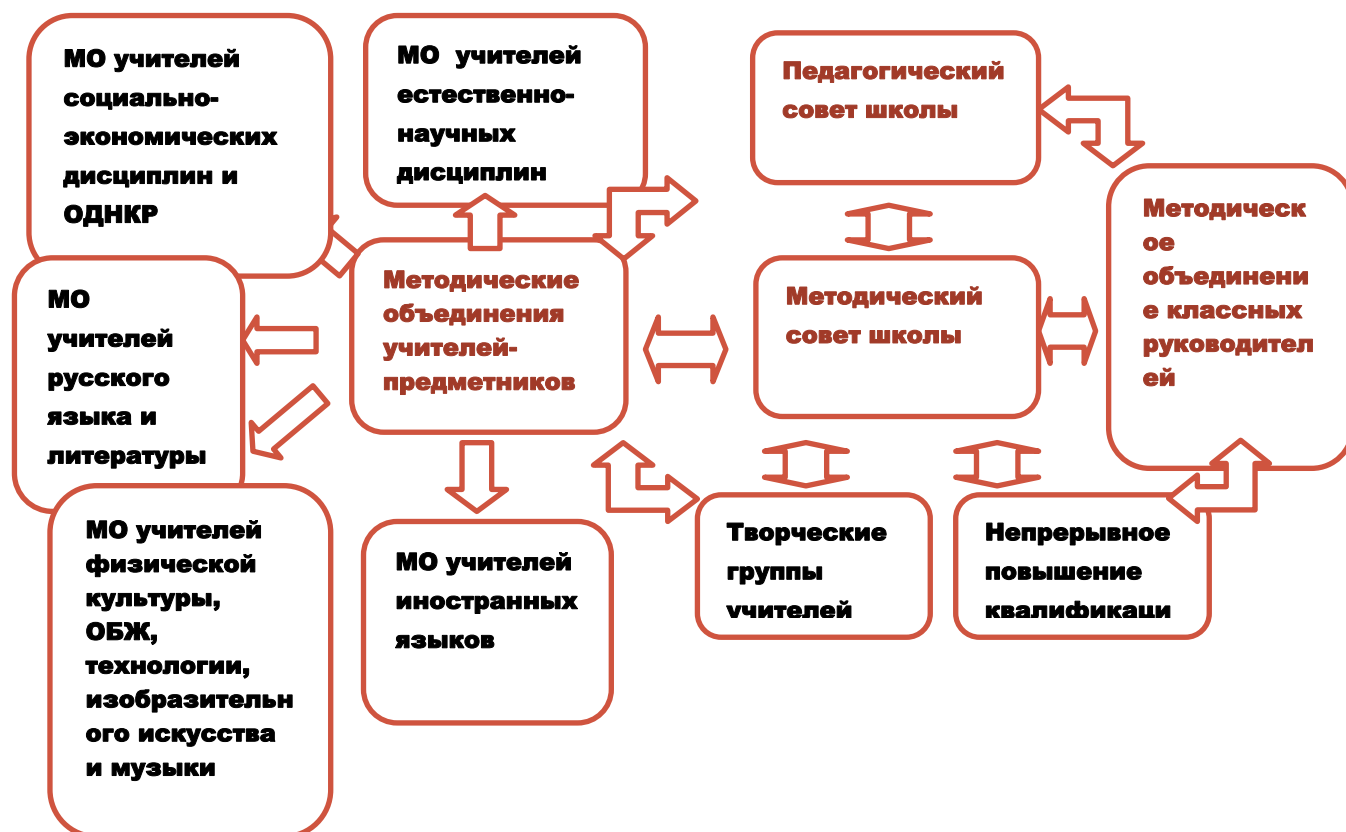 МО учителей
социально-
экономических
дисциплин и
ОДНКР
МО учителей
естественно-
научных
дисциплин
Педагогический
совет школы
Методическ
ое
объединени
е классных
руководител
ей
Методические
объединения
учителей-
предметников
Методический
совет школы
МО
учителей
русского
языка и
литературы
МО учителей
физической
культуры,
ОБЖ,
технологии,
изобразительн
ого искусства
и музыки
МО учителей
иностранных
языков
Творческие
группы
учителей
Непрерывное
повышение
квалификаци